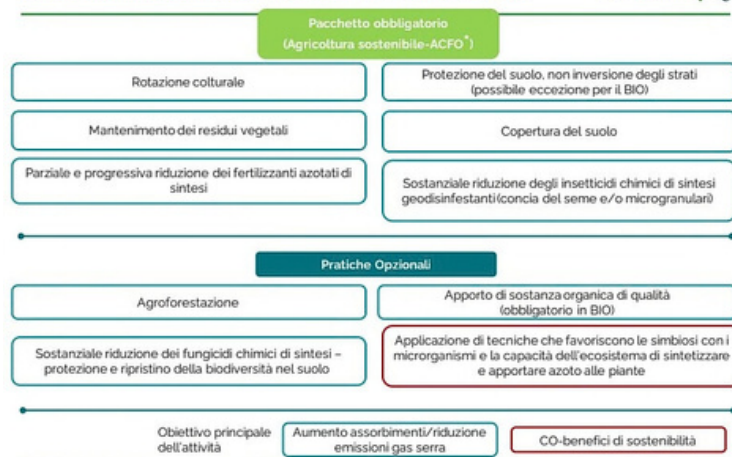 Pacchetto obbligatorio
(Agricoltura sostenibile-ACFO*)
Rotazione colturale
Protezione del suolo, non inversione degli strati
(possibile eccezione per il BIO)
Mantenimento dei residui vegetali
Copertura del suolo
Parziale e progressiva riduzione dei fertilizzanti azotati di
sintesi
Sostanziale riduzione degli insetticidi chimici di sintesi
geodisinfestanti (concia del seme e/o microgranulari)
Pratiche Opzionali
Agroforestazione
Apporto di sostanza organica di qualità
(obbligatorio in BIO)
Sostanziale riduzione dei fungicidi chimici di sintesi –
protezione e ripristino della biodiversità nel suolo
Applicazione di tecniche che favoriscono le simbiosi con i
microrganismi e la capacità dell'ecosistema di sintetizzare
e apportare azoto alle piante
Obiettivo principale
dell'attività
Aumento assorbimenti/riduzione
emissioni gas serra
CO-benefici di sostenibilità